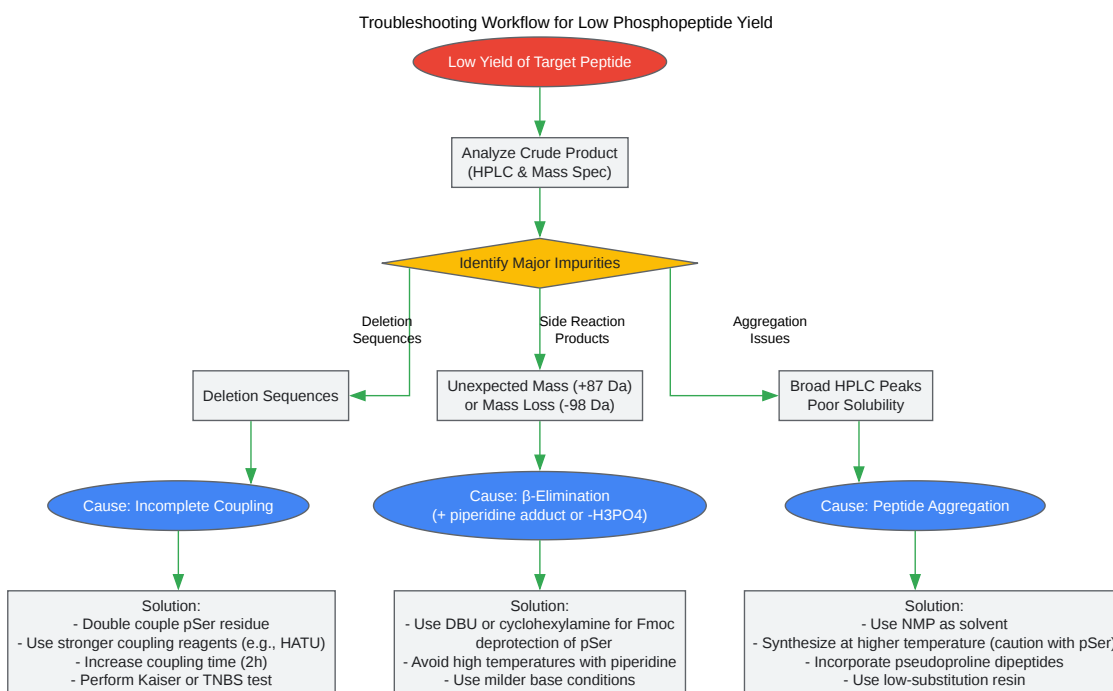 Troubleshooting Workflow for Low Phosphopeptide Yield
Low Yield of Target Peptide
Analyze Crude Product
(HPLC & Mass Spec)
Identify Major Impurities
Deletion
Sequences
Side Reaction
Products
Aggregation
Issues
Deletion Sequences
Unexpected Mass (+87 Da)
or Mass Loss (-98 Da)
Broad HPLC Peaks
Poor Solubility
Cause: Incomplete Coupling
Cause: β-Elimination
(+ piperidine adduct or -H3PO4)
Cause: Peptide Aggregation
Solution:
- Double couple pSer residue
- Use stronger coupling reagents (e.g., HATU)
- Increase coupling time (2h)
- Perform Kaiser or TNBS test
Solution:
- Use DBU or cyclohexylamine for Fmoc
deprotection of pSer
- Avoid high temperatures with piperidine
- Use milder base conditions
Solution:
- Use NMP as solvent
- Synthesize at higher temperature (caution with pSer)
- Incorporate pseudoproline dipeptides
- Use low-substitution resin